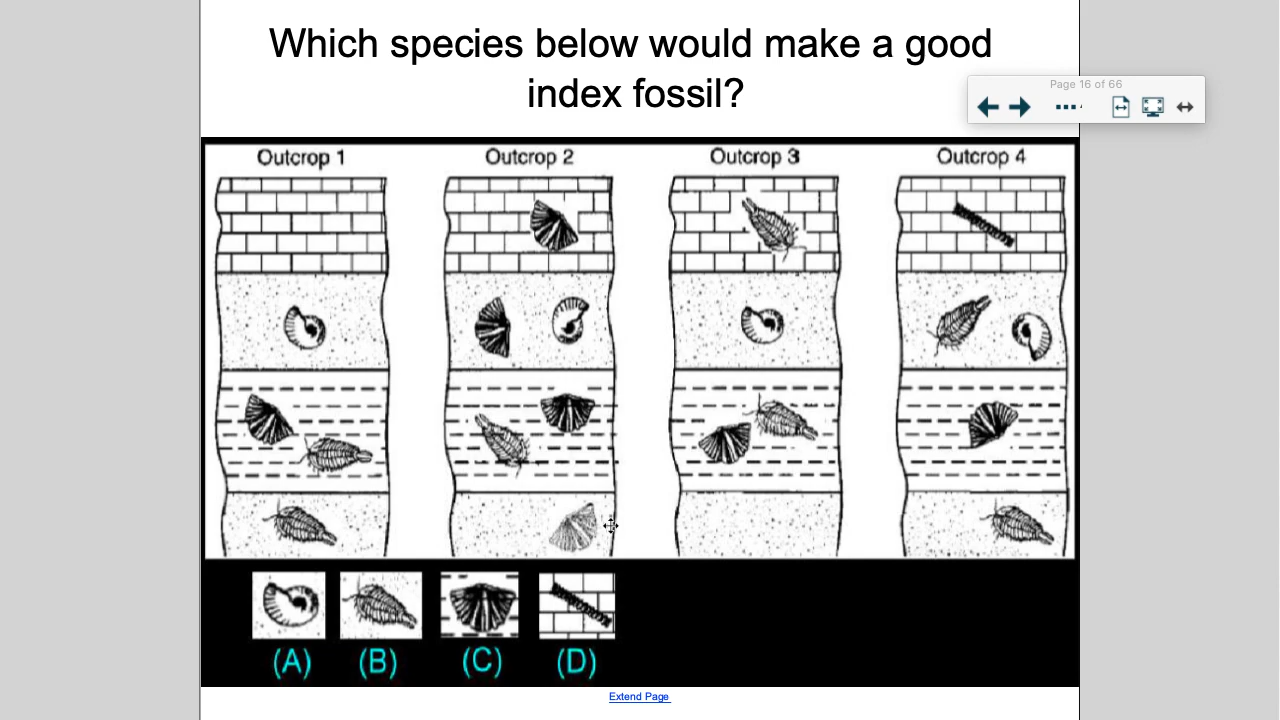 Which species below would make a good
index fossil?
Page 16 of 66
Outcrop 1
Outcrop 2
Outcrop 3
Outcrop 4
(A)
(B)
(C)
(D)
Extend Page